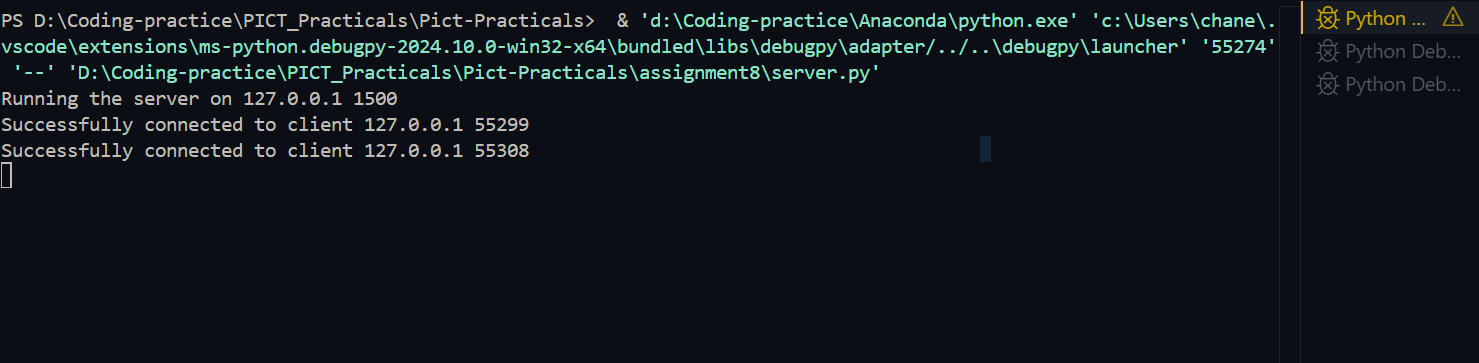 PS D:\Coding-practice\PICT_Practicals\Pict-Practicals>  & 'd:\Coding-practice\Anaconda\python.exe' 'c:\Users\chane\.
vscode\extensions\ms-python.debugpy-2024.10.0-win32-x64\bundled\libs\debugpy\adapter/../..\debugpy\launcher' '55274'
 '--' 'D:\Coding-practice\PICT_Practicals\Pict-Practicals\assignment8\server.py'
Running the server on 127.0.0.1 1500
Successfully connected to client 127.0.0.1 55299
Successfully connected to client 127.0.0.1 55308
Python ...
Python Deb...
Python Deb...